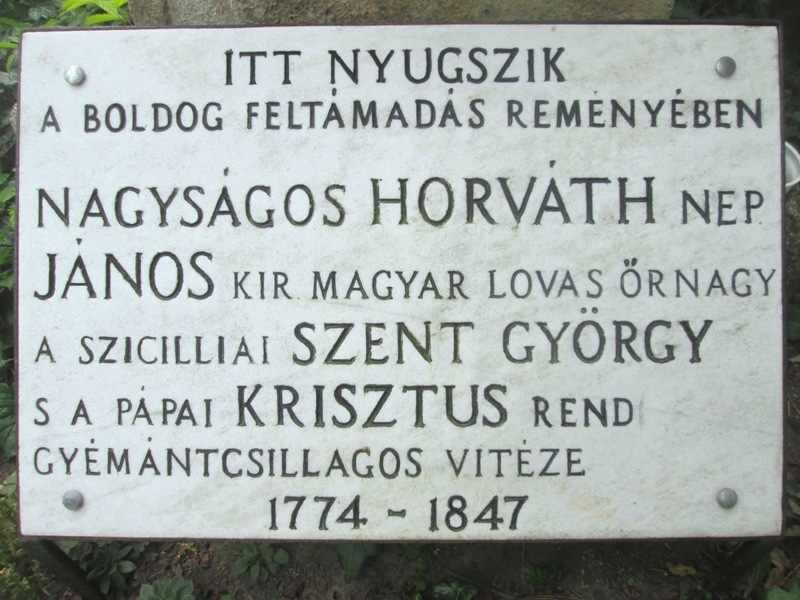 ITT NYUGSZIK
A BOLDOG FELTÁMADÁS REMÉNYÉBEN
NAGYSÁGOS HORVÁTH NEP.
JÁNOS KIR. MAGYAR LOVAS ŐRNAGY
A SZICILLIAI SZENT GYÖRGY
S A PÁPAI KRISZTUS REND
GYÉMÁNTCSILLAGOS VITÉZE
1774 - 1847